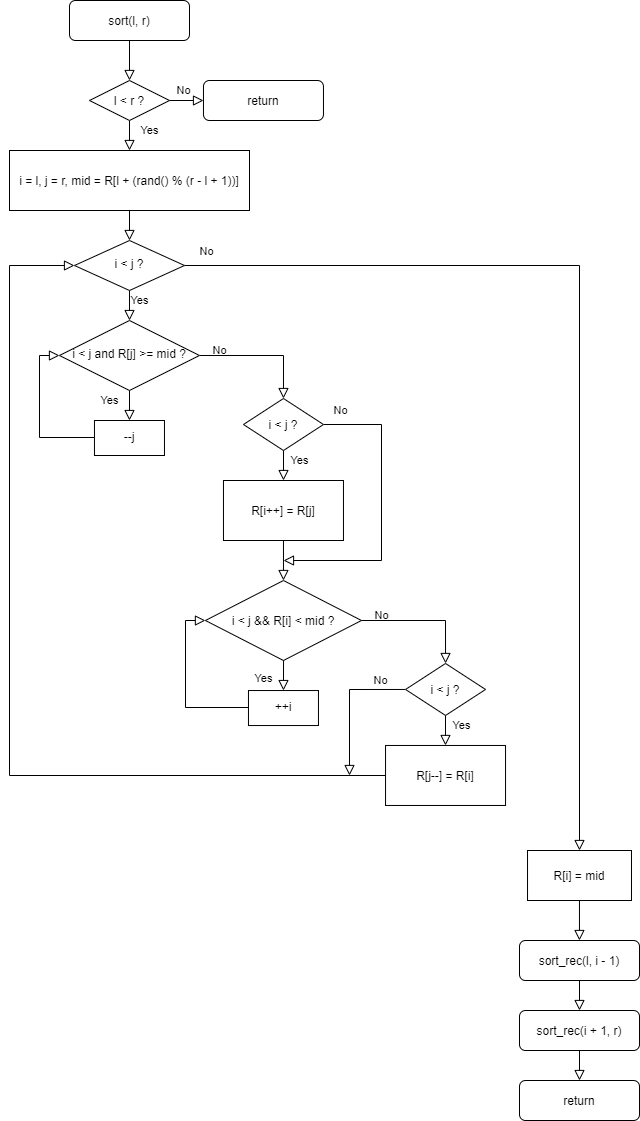 sort(l, r)
l < r ?
No
return
Yes
i = l, j = r, mid = R[l + (rand() % (r - l + 1))]
i < j ?
No
Yes
i < j and R[j] >= mid ?
No
Yes
--j
i < j ?
No
Yes
R[i++] = R[j]
i < j && R[i] < mid ?
No
Yes
++i
i < j ?
No
Yes
R[j--] = R[i]
R[i] = mid
sort_rec(l, i - 1)
sort_rec(i + 1, r)
return